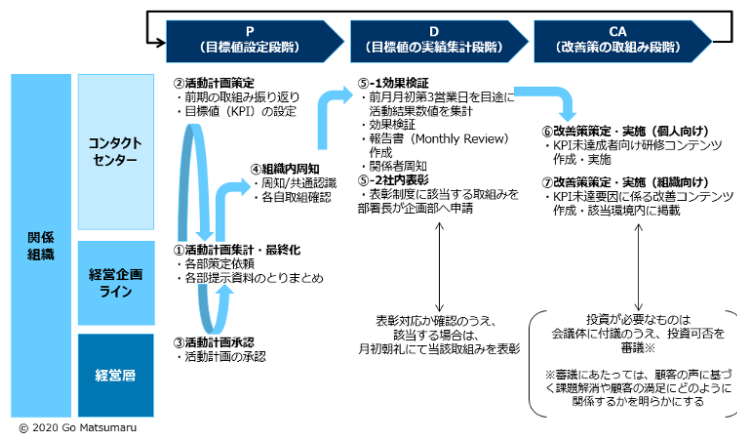 P
(目標値設定段階)
D
(目標値の実績集計段階)
CA
(改善策の取組み段階)
関係
組織
コンタクト
センター
経営企画
ライン
経営層
②活動計画策定
・前期の取組み振り返り
・目標値(KPI)の設定
④組織内周知
・周知/共通認識
・各自取組確認
①活動計画集計・最終化
・各部策定依頼
・各部提示資料のとりまとめ
③活動計画承認
・活動計画の承認
⑤-1効果検証
・前月月初第3営業日を目途に
活動結果数値を集計
・効果検証
・報告書(Monthly Review)
作成
・関係者周知
⑤-2社内表彰
・表彰制度に該当する取組みを
部署長が企画部へ申請
表彰対応か確認のうえ、
該当する場合は、
月初朝礼にて当該取組みを表彰
⑥改善策策定・実施(個人向け)
・KPI未達成者向け研修コンテンツ
作成・実施
⑦改善策策定・実施(組織向け)
・KPI未達要因に係る改善コンテンツ
作成・該当環境内に掲載
投資が必要なものは
会議体に付議のうえ、投資可否を
審議※
※審議にあたっては、顧客の声に基づ
く課題解消や顧客の満足にどのように
関係するかを明らかにする
© 2020 Go Matsumaru